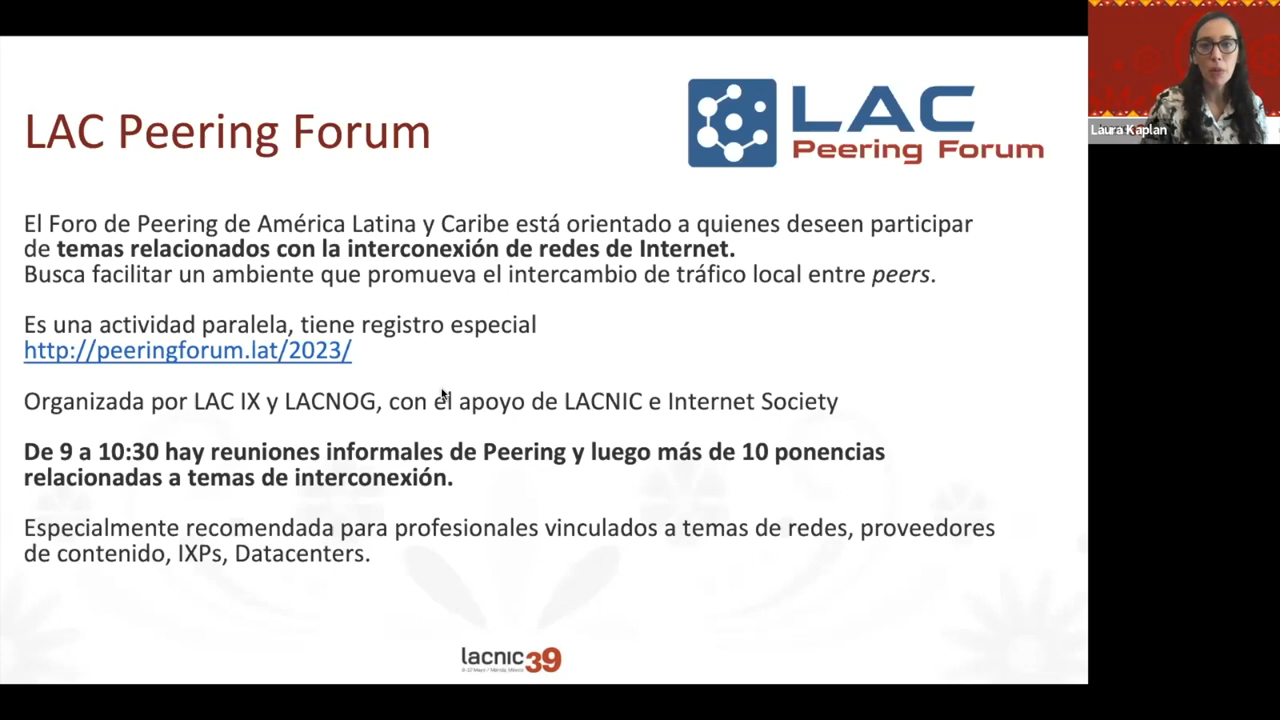 LAC Peering Forum
LAC
Peering Forum
Laura Kaplan
El Foro de Peering de América Latina y Caribe está orientado a quienes deseen participar
de temas relacionados con la interconexión de redes de Internet.
Busca facilitar un ambiente que promueva el intercambio de tráfico local entre peers.
Es una actividad paralela, tiene registro especial
http://peeringforum.lat/2023/
Organizada por LAC IX y LACNOG, con el apoyo de LACNIC e Internet Society
De 9 a 10:30 hay reuniones informales de Peering y luego más de 10 ponencias
relacionadas a temas de interconexión.
Especialmente recomendada para profesionales vinculados a temas de redes, proveedores
de contenido, IXPs, Datacenters.
lacnic39